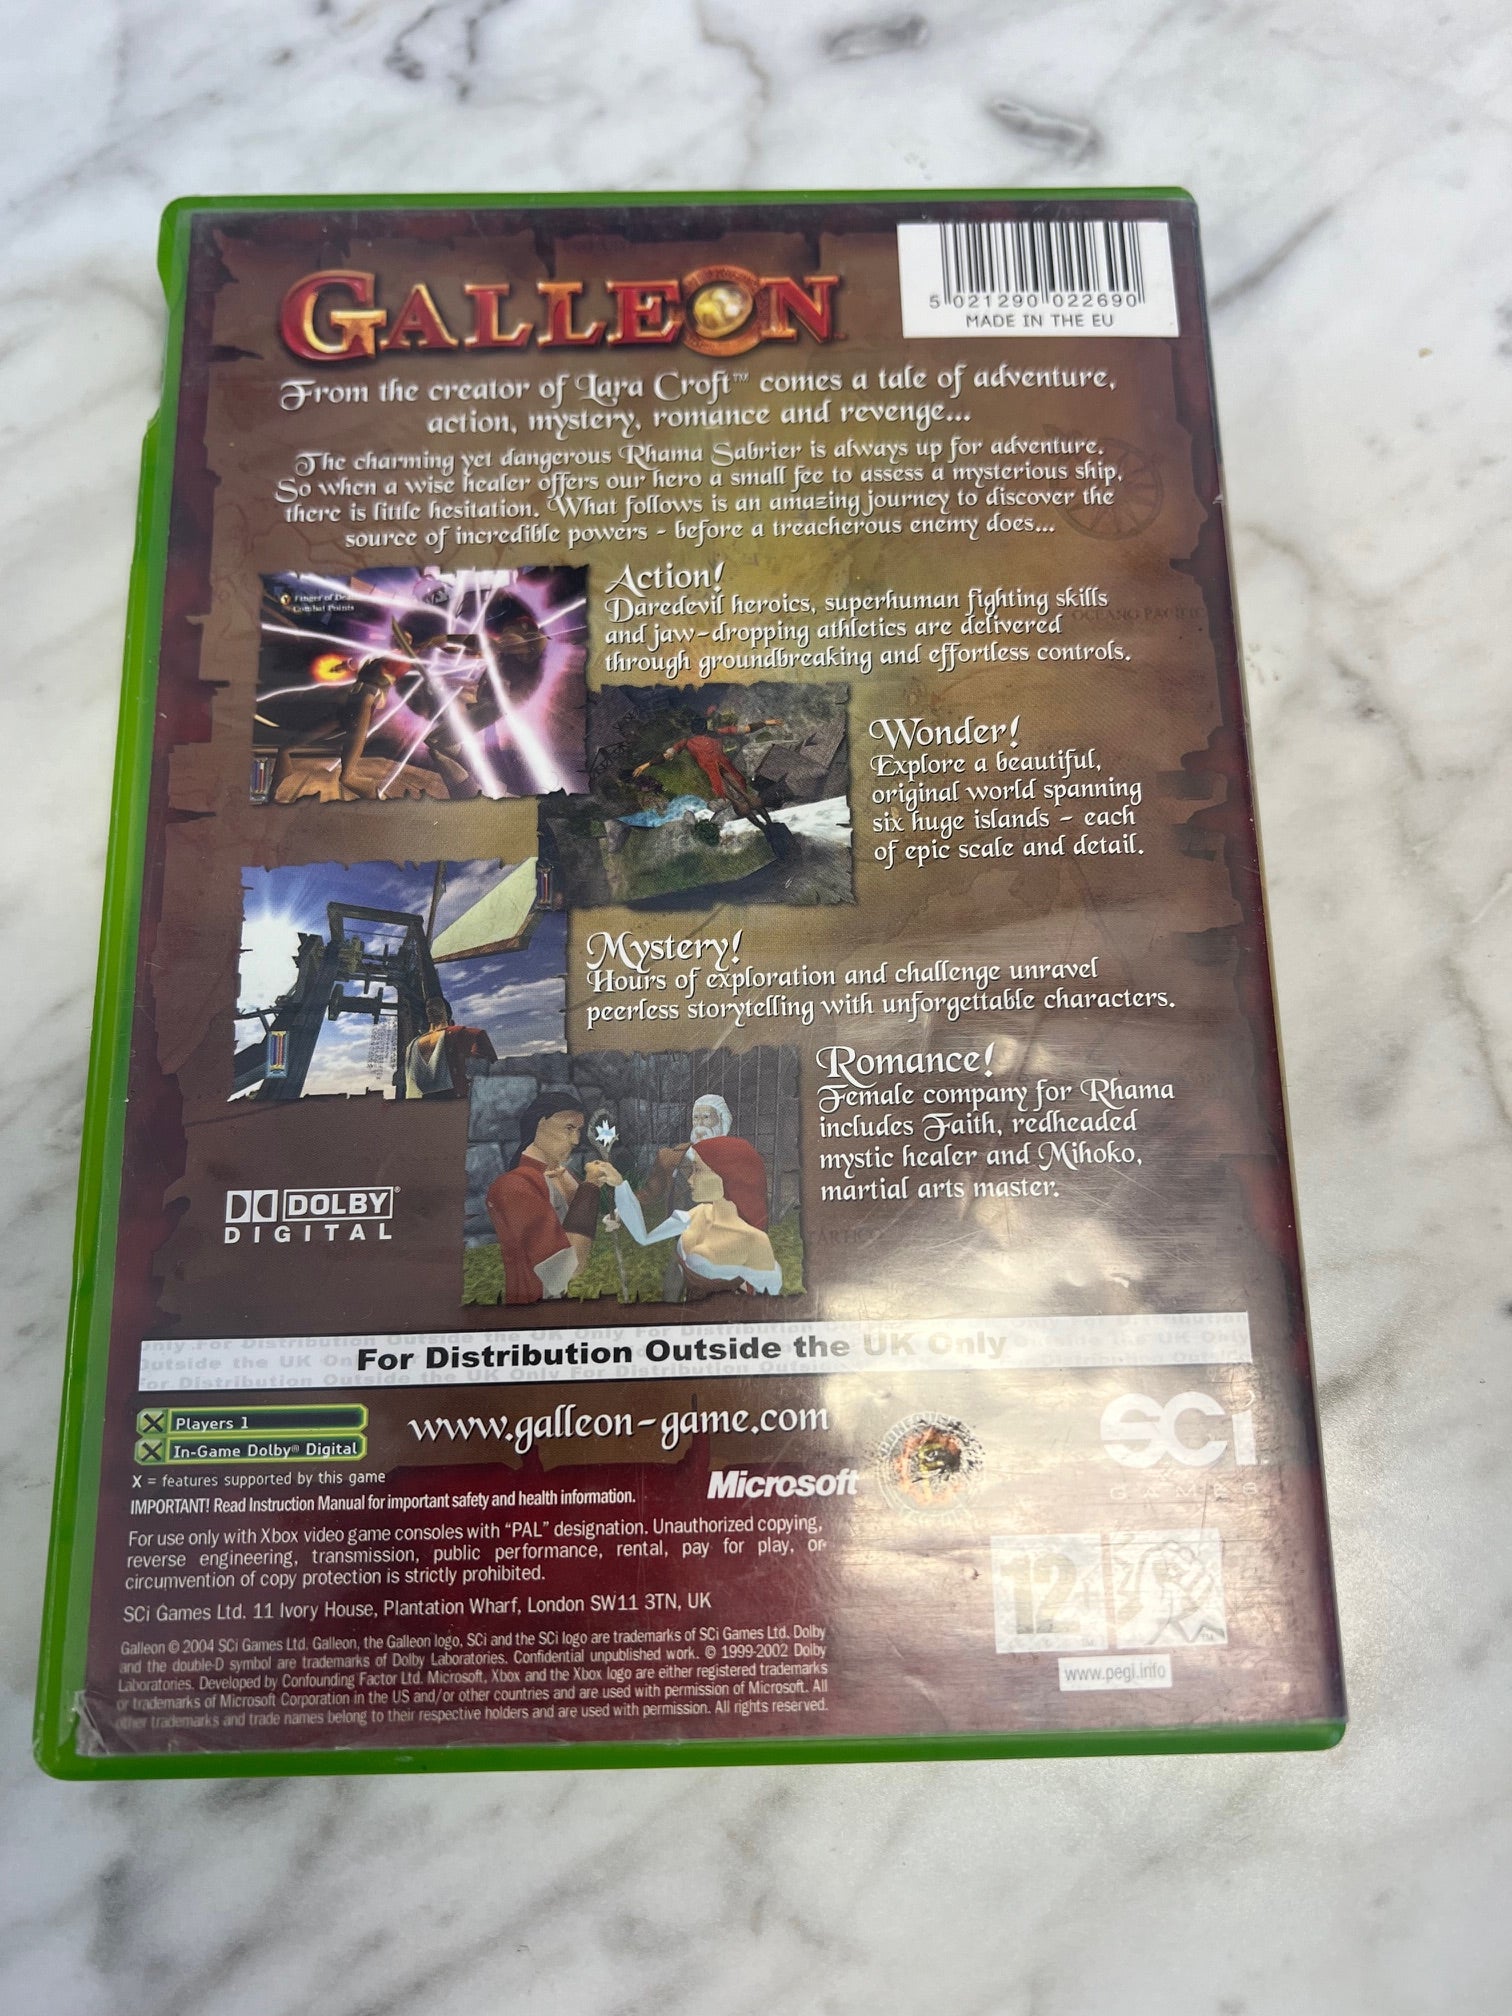 GALLEON
5 021290 022690
MADE IN THE EU
From the creator of Lara Croft™ comes a tale of adventure,
action, mystery, romance and revenge...
The charming yet dangerous Rhama Sabrier is always up for adventure.
So when a wise healer offers our hero a small fee to assess a mysterious ship,
there is little hesitation. What follows is an amazing journey to discover the
source of incredible powers - before a treacherous enemy does...
Action!
Daredevil heroics, superhuman fighting skills
and jaw-dropping athletics are delivered
through groundbreaking and effortless controls.
Finger of
Combat Points
Wonder!
Explore a beautiful,
original world spanning
six huge islands - each
of epic scale and detail.
Mystery!
Hours of exploration and challenge unravel
peerless storytelling with unforgettable characters.
Romance!
Female company for Rhama
includes Faith, redheaded
mystic healer and Mihoko,
martial arts master.
DOLBY®
DIGITAL
For Distribution Outside the UK Only
Players 1
In-Game Dolby® Digital
X = features supported by this game
www.galleon-game.com
IMPORTANT! Read Instruction Manual for important safety and health information.
Microsoft
SCi
GAMES
For use only with Xbox video game consoles with "PAL" designation. Unauthorized copying,
reverse engineering, transmission, public performance, rental, pay for play, or
circumvention of copy protection is strictly prohibited.
SCi Games Ltd. 11 Ivory House, Plantation Wharf, London SW11 3TN, UK
Galleon © 2004 SCi Games Ltd. Galleon, the Galleon logo, SCi and the SCi logo are trademarks of SCi Games Ltd. Dolby
and the double-D symbol are trademarks of Dolby Laboratories. Confidential unpublished work. © 1999-2002 Dolby
Laboratories. Developed by Confounding Factor Ltd. Microsoft, Xbox and the Xbox logo are either registered trademarks
or trademarks of Microsoft Corporation in the US and/or other countries and are used with permission of Microsoft. All
other trademarks and trade names belong to their respective holders and are used with permission. All rights reserved.
12+
www.pegi.info